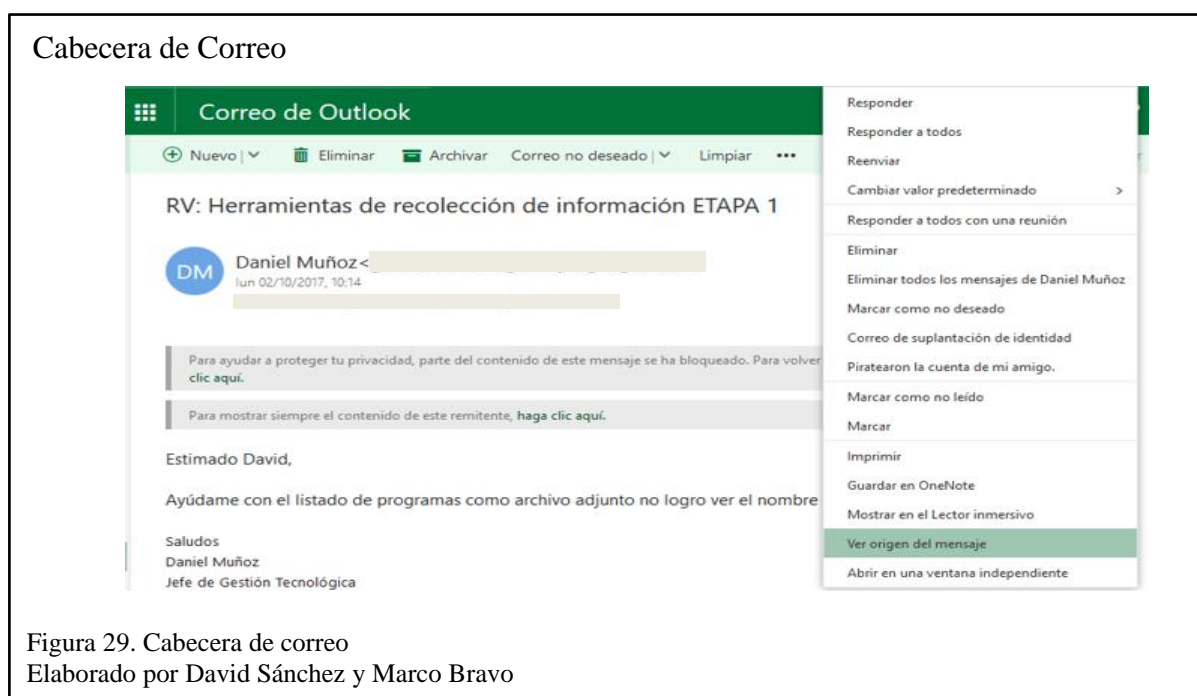 Cabecera de Correo
Correo de Outlook
Nuevo | Eliminar Archivar Correo no deseado | Limpiar •••
RV: Herramientas de recolección de información ETAPA 1
DM
Daniel Muñoz<
lun 02/10/2017, 10:14
Para ayudar a proteger tu privacidad, parte del contenido de este mensaje se ha bloqueado. Para volver
clic aquí.
Para mostrar siempre el contenido de este remitente, haga clic aquí.
Estimado David,
Ayúdame con el listado de programas como archivo adjunto no logro ver el nombre
Saludos
Daniel Muñoz
Jefe de Gestión Tecnológica
Responder
Responder a todos
Reenviar
Cambiar valor predeterminado >
Responder a todos con una reunión
Eliminar
Eliminar todos los mensajes de Daniel Muñoz
Marcar como no deseado
Correo de suplantación de identidad
Piratearon la cuenta de mi amigo.
Marcar como no leído
Marcar
Imprimir
Guardar en OneNote
Mostrar en el Lector inmersivo
Ver origen del mensaje
Abrir en una ventana independiente
Figura 29. Cabecera de correo
Elaborado por David Sánchez y Marco Bravo